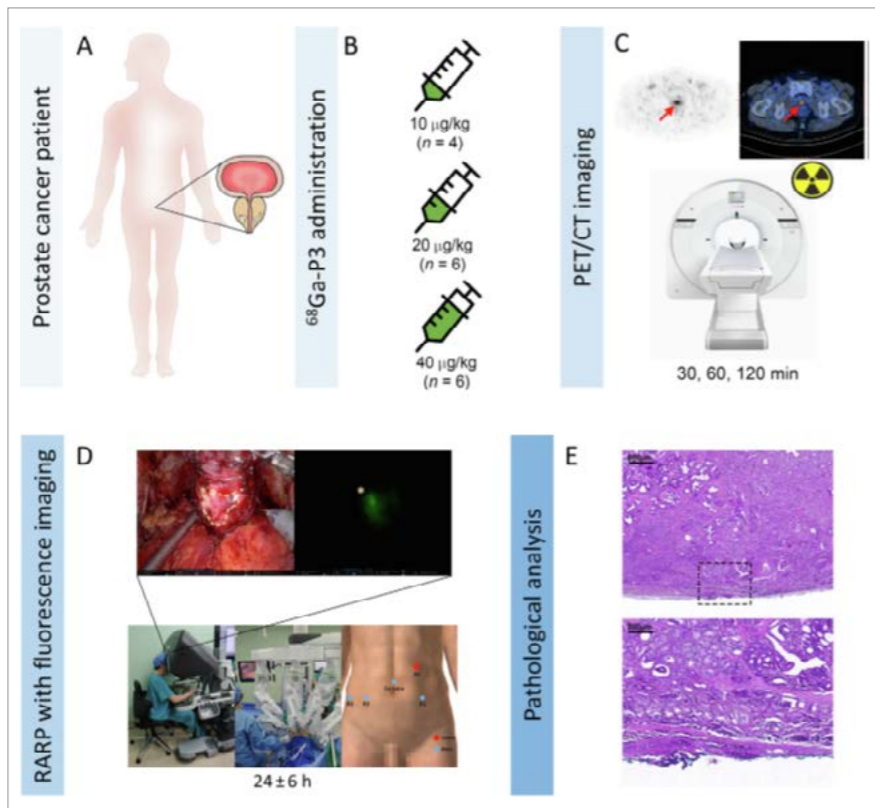 A
Prostate cancer patient
B
⁶⁸Ga-P3 administration
10 µg/kg
(n = 4)
20 µg/kg
(n = 6)
40 µg/kg
(n = 6)
C
PET/CT imaging
30, 60, 120 min
D
RARP with fluorescence imaging
24 ± 6 h
E
Pathological analysis